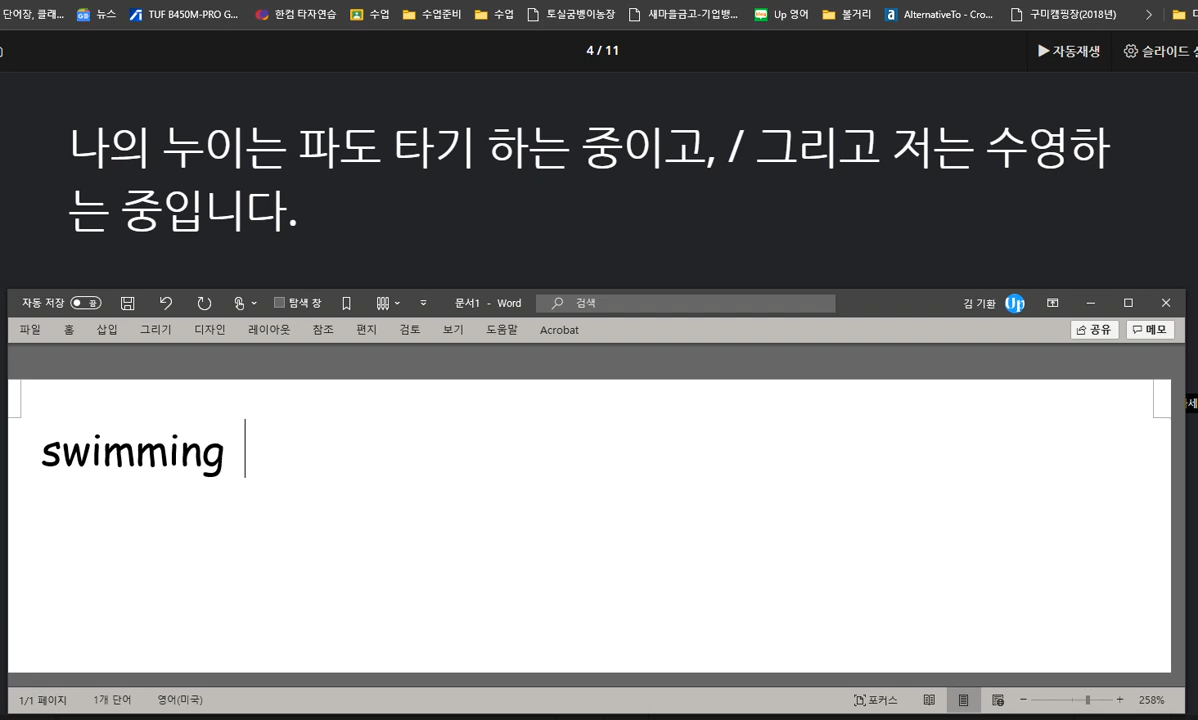 단어장, 클래... 뉴스 TUF B450M-PRO G... 한컴 타자연습 수업 수업준비 수업 토실굼벵이농장 새마을금고-기업뱅... Up 영어 볼거리 AlternativeTo - Cro... 구미캠핑장(2018년)
4 / 11 자동재생 슬라이드
나의 누이는 파도 타기 하는 중이고, / 그리고 저는 수영하
는 중입니다.
자동 저장 끔 탐색 창 문서1 - Word 검색 김 기환 Up
파일 홈 삽입 그리기 디자인 레이아웃 참조 편지 검토 보기 도움말 Acrobat 공유 메모
swimming
1/1 페이지 1개 단어 영어(미국) 포커스 258%